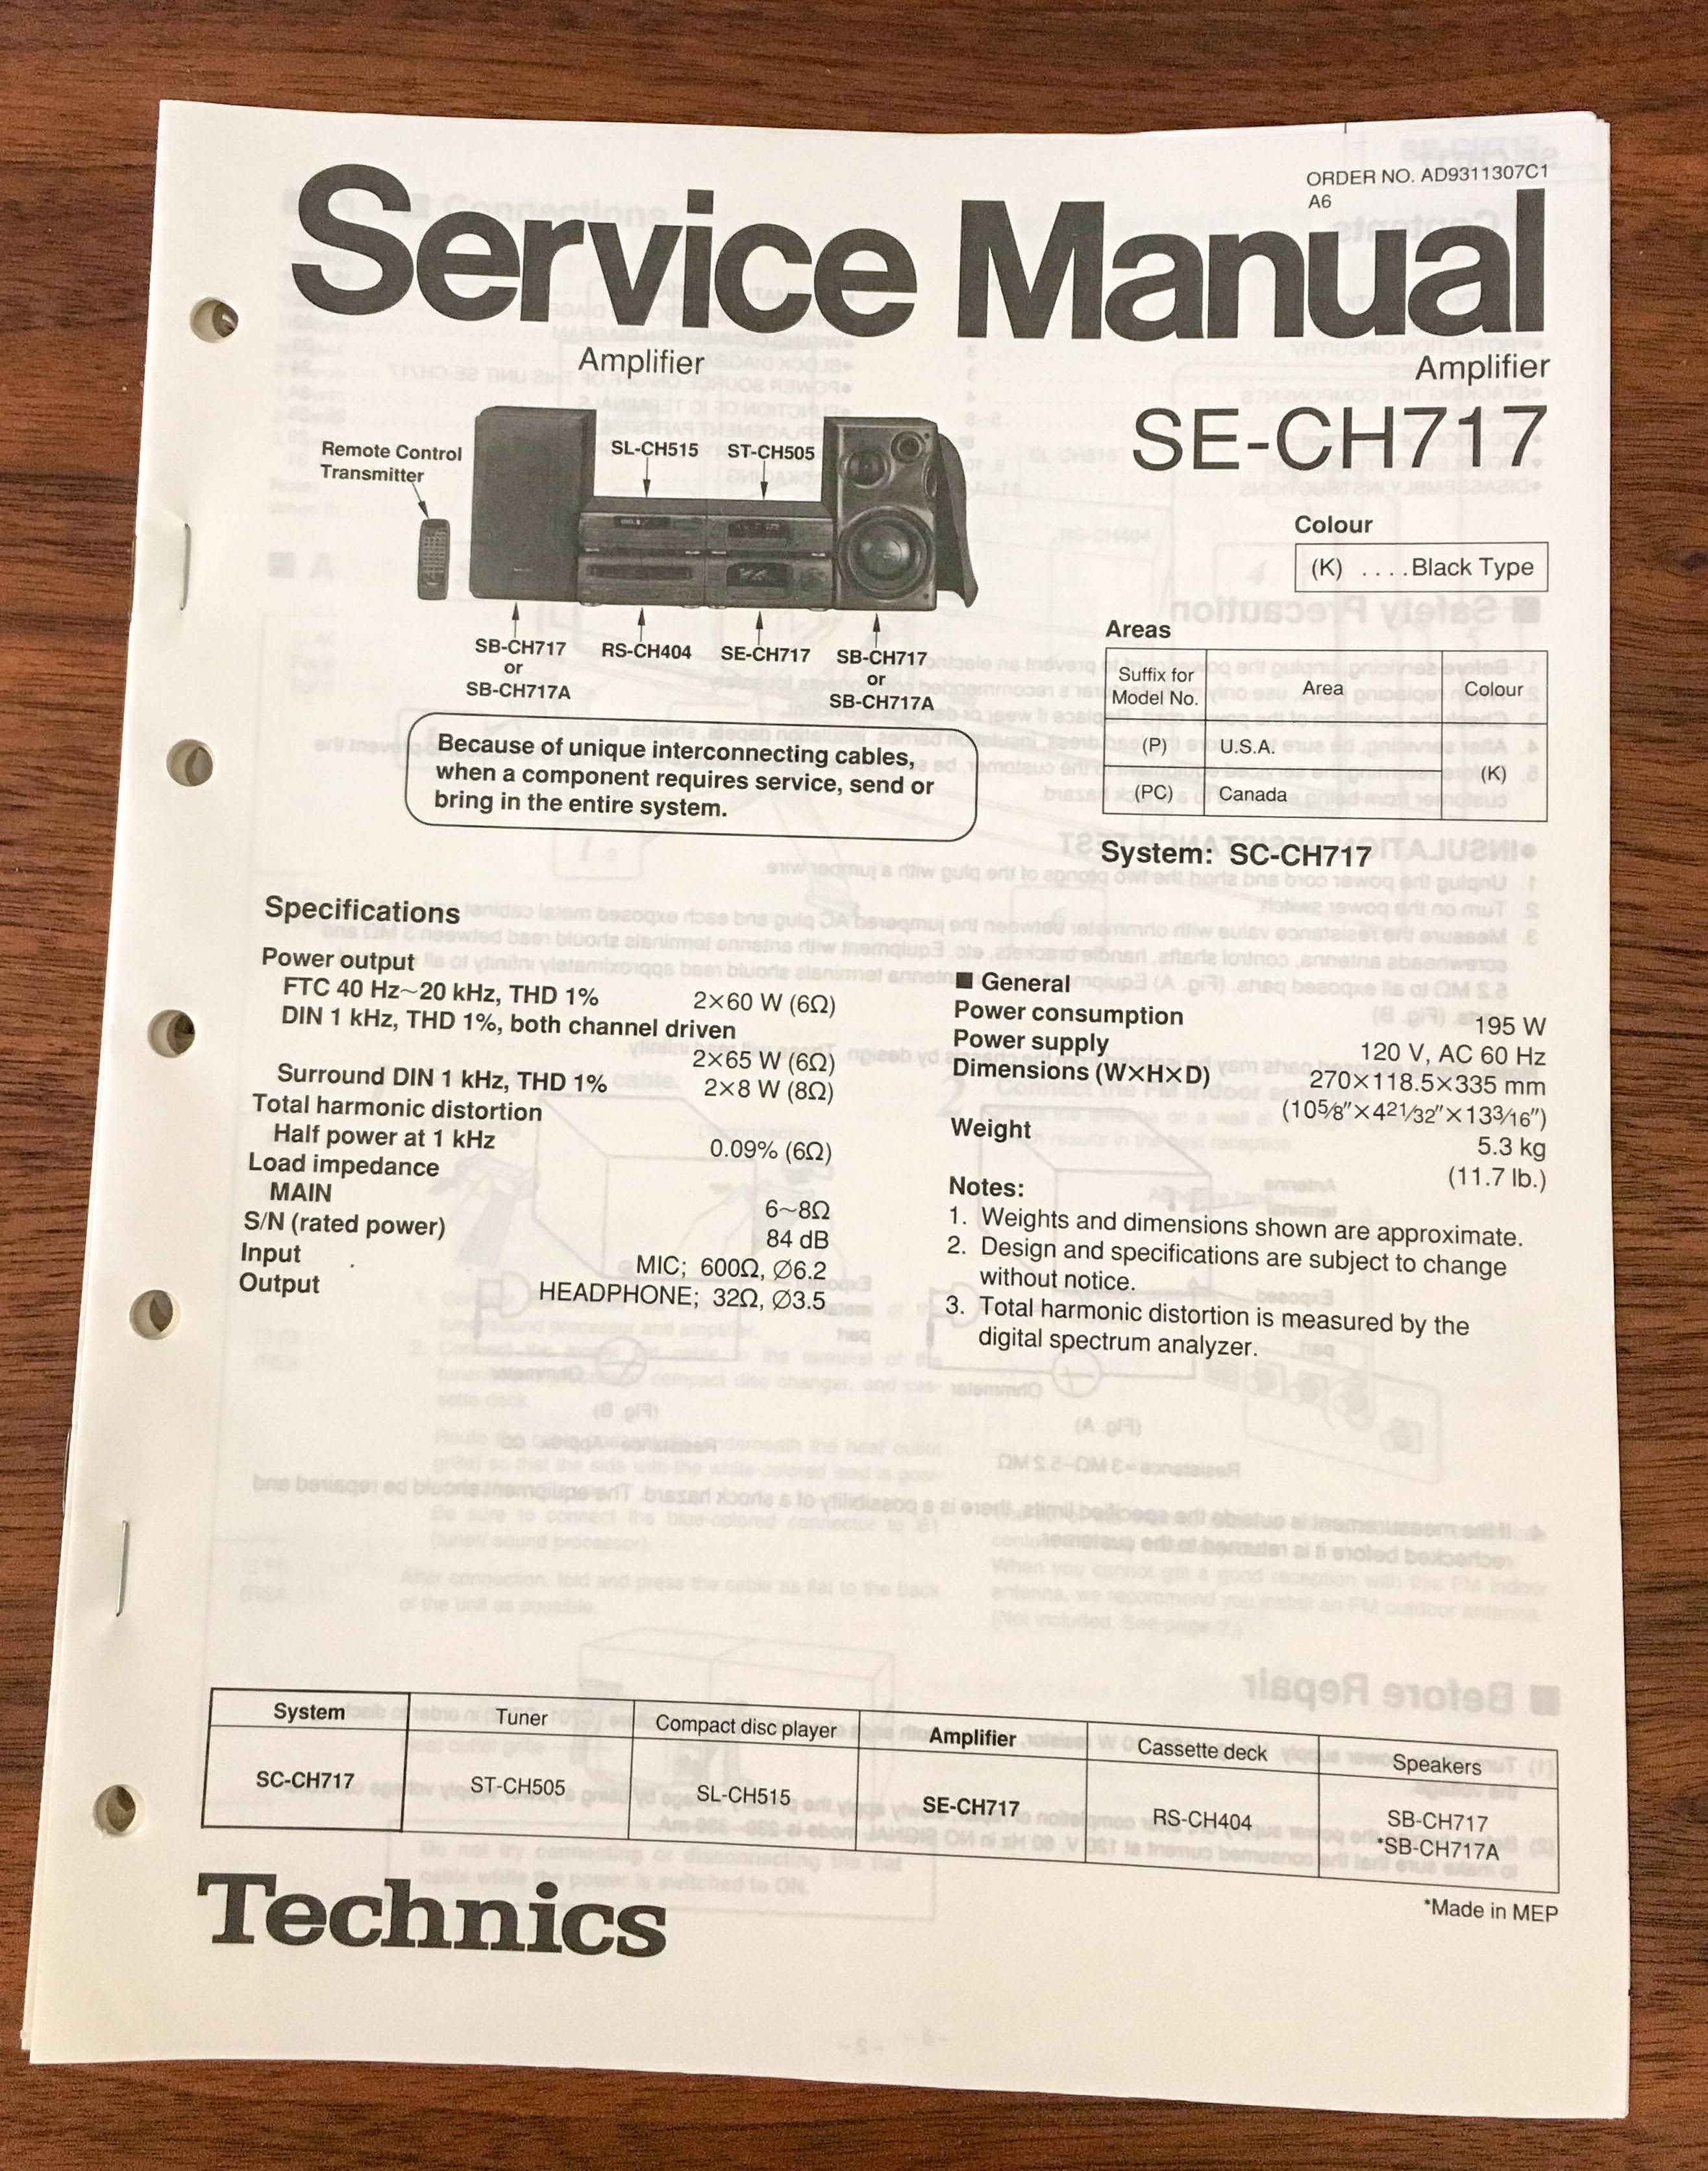 ORDER NO. AD9311307C1
A6
Service Manual
Amplifier
Amplifier
SE-CH717
Remote Control
Transmitter
SL-CH515
ST-CH505
SB-CH717
or
SB-CH717A
RS-CH404
SE-CH717
SB-CH717
or
SB-CH717A
Because of unique interconnecting cables,
when a component requires service, send or
bring in the entire system.
Colour
(K) ....Black Type
Areas
Suffix for
Model No.
Area
Colour
(P)
U.S.A.
(K)
(PC)
Canada
System: SC-CH717
Specifications
Power output
FTC 40 Hz~20 kHz, THD 1% 2×60 W (6Ω)
DIN 1 kHz, THD 1%, both channel driven
2×65 W (6Ω)
Surround DIN 1 kHz, THD 1% 2×8 W (8Ω)
Total harmonic distortion
Half power at 1 kHz 0.09% (6Ω)
Load impedance
MAIN 6~8Ω
S/N (rated power) 84 dB
Input MIC; 600Ω, Ø6.2
Output HEADPHONE; 32Ω, Ø3.5
■ General
Power consumption 195 W
Power supply 120 V, AC 60 Hz
Dimensions (W×H×D) 270×118.5×335 mm
(10 5/8"×4 21/32"×13 3/16")
Weight 5.3 kg
(11.7 lb.)
Notes:
1. Weights and dimensions shown are approximate.
2. Design and specifications are subject to change
without notice.
3. Total harmonic distortion is measured by the
digital spectrum analyzer.
System Tuner Compact disc player Amplifier Cassette deck Speakers
SC-CH717 ST-CH505 SL-CH515 SE-CH717 RS-CH404 SB-CH717
*SB-CH717A
*Made in MEP
Technics